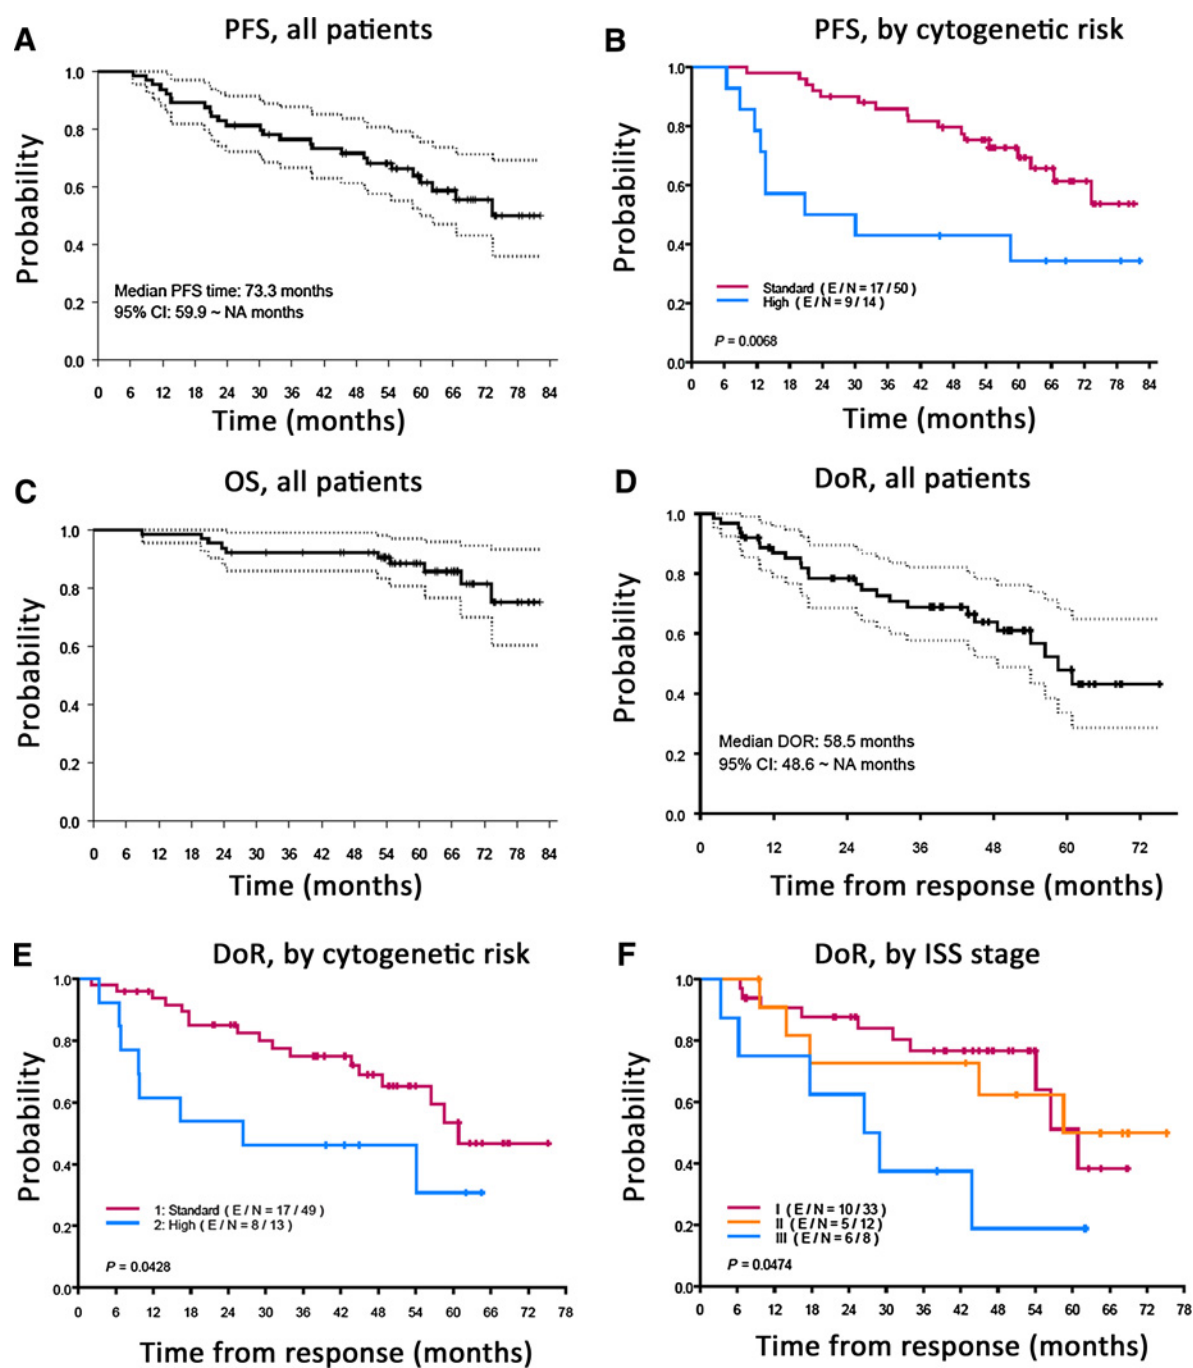 A
PFS, all patients
Probability
1.0
0.8
0.6
0.4
0.2
0.0
Median PFS time: 73.3 months
95% CI: 59.9 ~ NA months
0 6 12 18 24 30 36 42 48 54 60 66 72 78 84
Time (months)
B
PFS, by cytogenetic risk
Probability
1.0
0.8
0.6
0.4
0.2
0.0
Standard ( E / N = 17 / 50 )
High ( E / N = 9 / 14 )
P = 0.0068
0 6 12 18 24 30 36 42 48 54 60 66 72 78 84
Time (months)
C
OS, all patients
Probability
1.0
0.8
0.6
0.4
0.2
0.0
0 6 12 18 24 30 36 42 48 54 60 66 72 78 84
Time (months)
D
DoR, all patients
Probability
1.0
0.8
0.6
0.4
0.2
0.0
Median DOR: 58.5 months
95% CI: 48.6 ~ NA months
0 12 24 36 48 60 72
Time from response (months)
E
DoR, by cytogenetic risk
Probability
1.0
0.8
0.6
0.4
0.2
0.0
1: Standard ( E / N = 17 / 49 )
2: High ( E / N = 8 / 13 )
P = 0.0428
0 6 12 18 24 30 36 42 48 54 60 66 72 78
Time from response (months)
F
DoR, by ISS stage
Probability
1.0
0.8
0.6
0.4
0.2
0.0
I ( E / N = 10 / 33 )
II ( E / N = 5 / 12 )
III ( E / N = 6 / 8 )
P = 0.0474
0 6 12 18 24 30 36 42 48 54 60 66 72 78
Time from response (months)